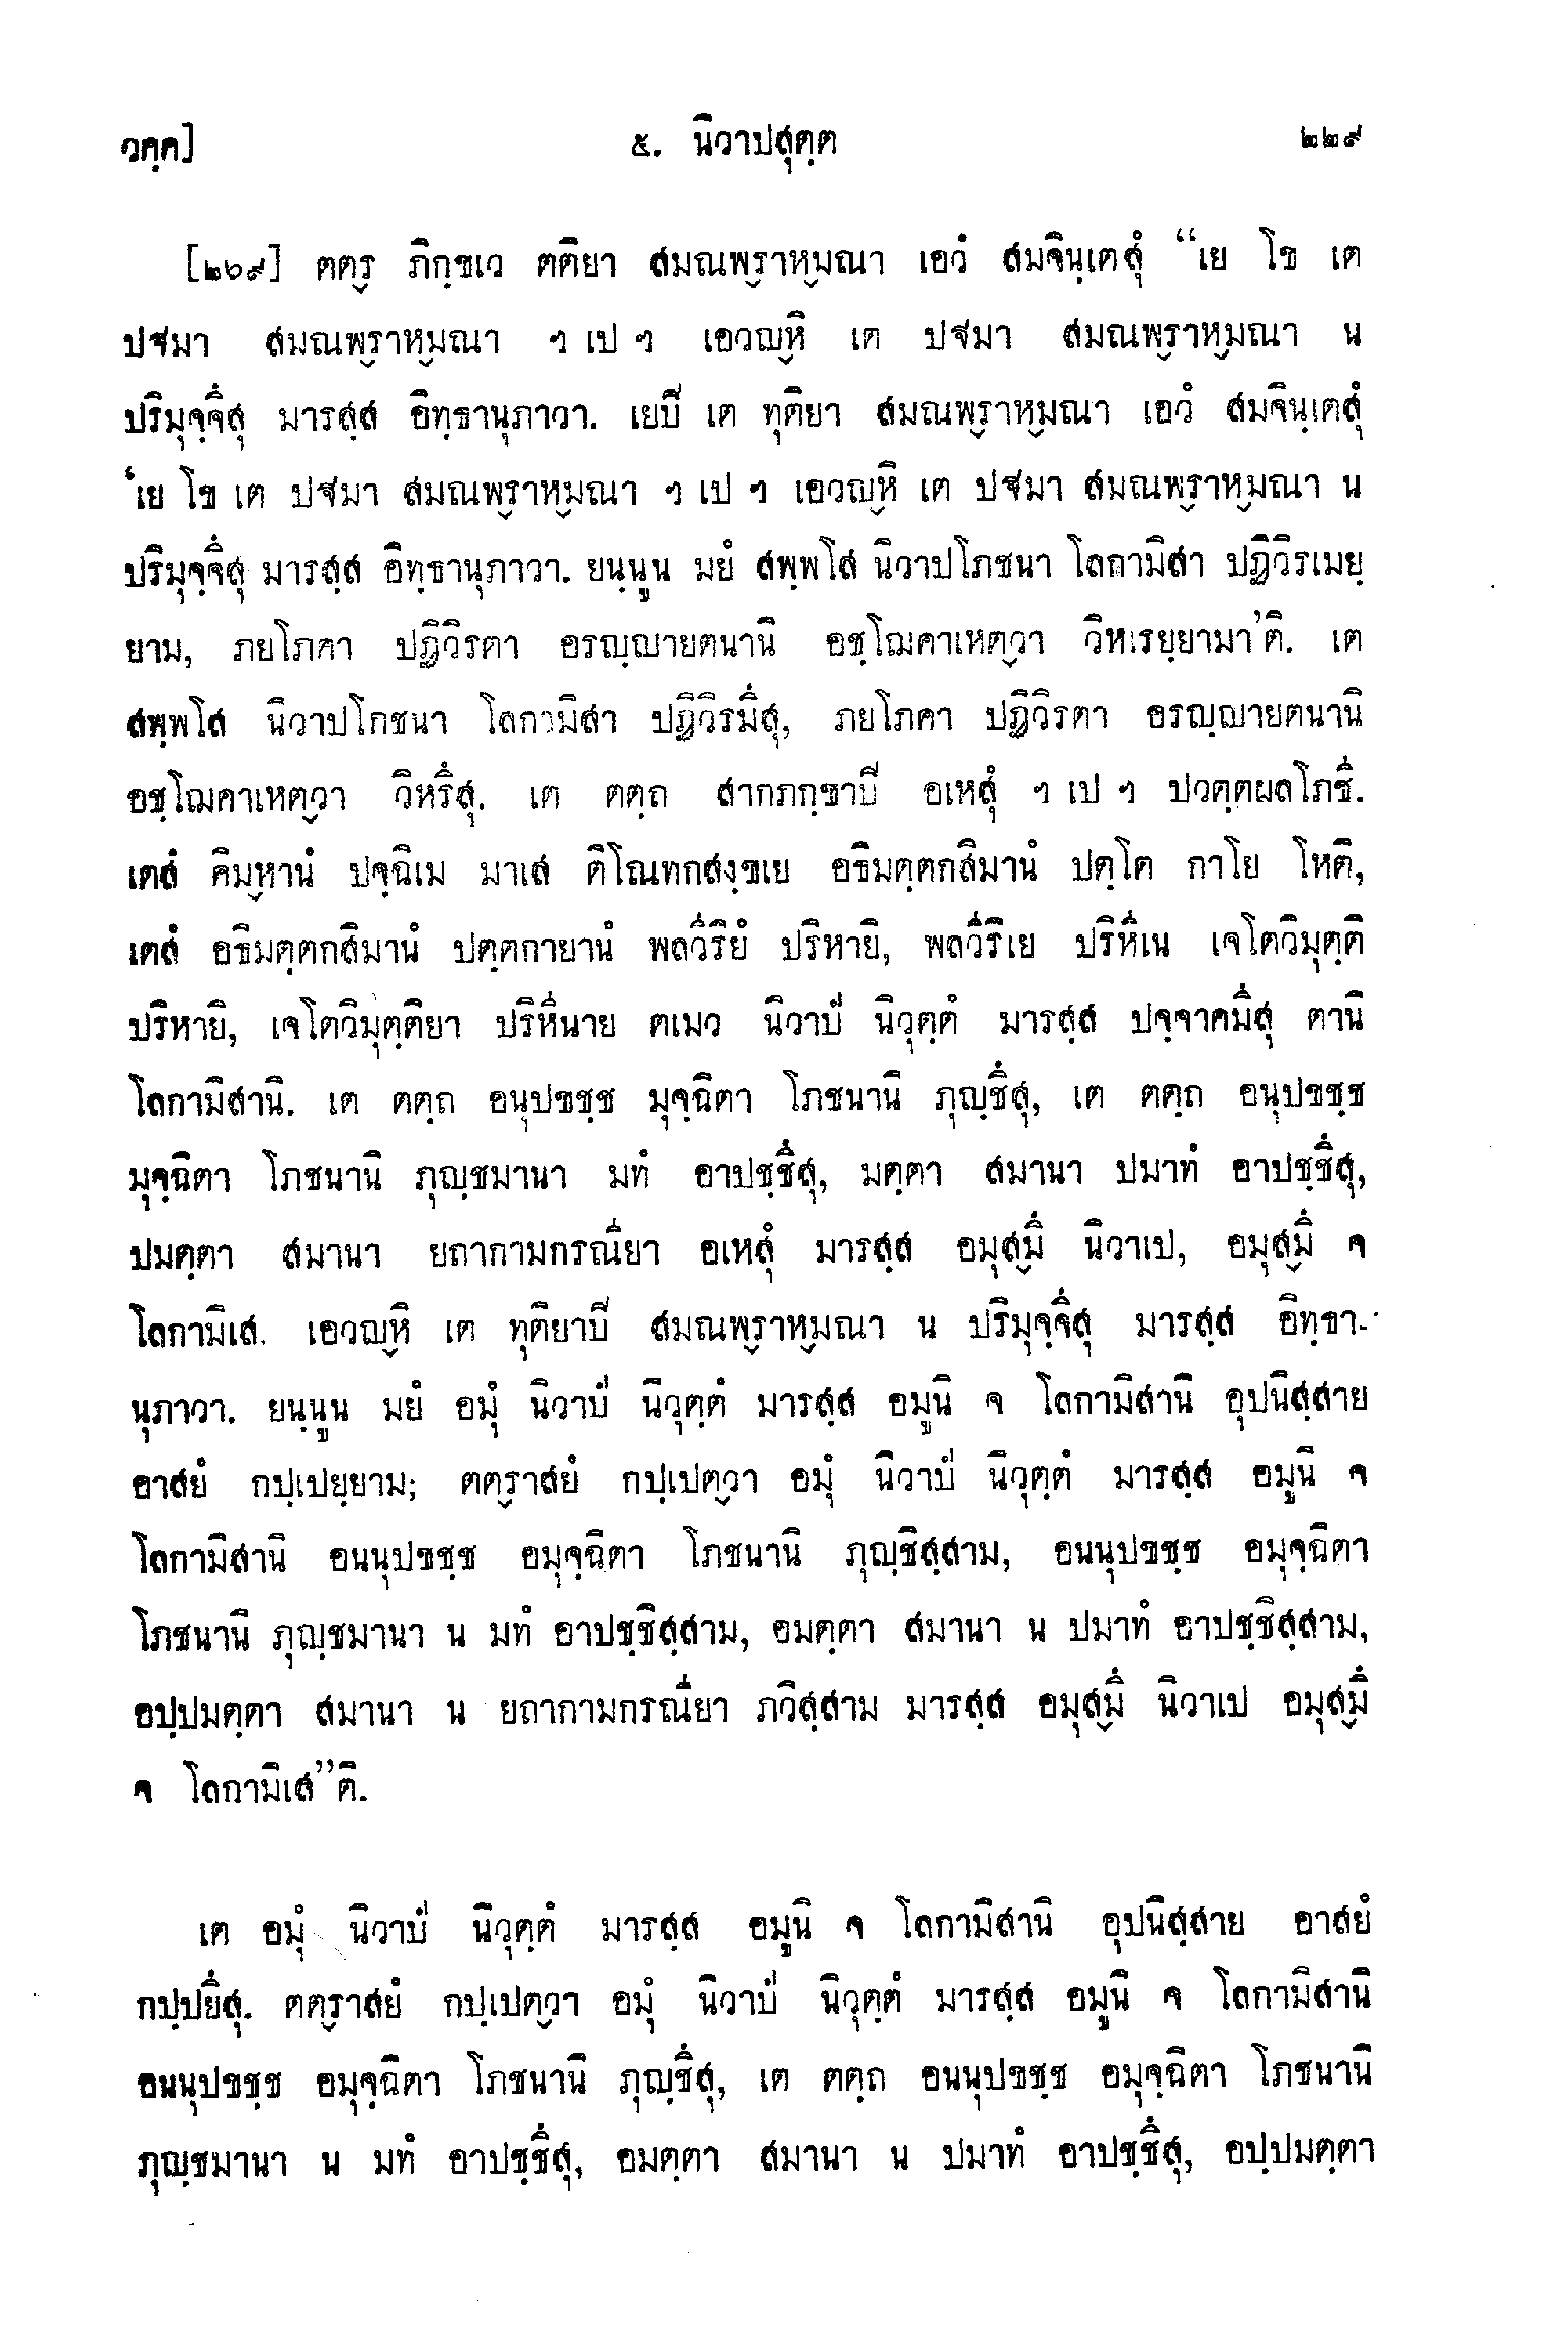 วคฺค] ๕. นิวาปสุตฺต ๒๒๙
[๒๖๙] ตตฺร๎ ภิกฺขเว ตติยา สมณพ๎ราหฺม๎ณา เอวํ สมจินฺเตสุํ “เย โข เต
ปฐมา สมณพ๎ราหม๎ณา ฯ เป ฯ เอวญ๎หิ เต ปฐมา สมณพ๎ราหม๎ณา น
ปริมุจฺจึสุ มารสฺส อิทฺธานุภาวา. เยปิ เต ทุติยา สมณพ๎ราหม๎ณา เอวํ สมจินฺเตสุํ
‘เย โข เต ปฐมา สมณพ๎ราหม๎ณา ฯ เป ฯ เอวญ๎หิ เต ปฐมา สมณพ๎ราหม๎ณา น
ปริมุจฺจึสุ มารสฺส อิทฺธานุภาวา. ยนฺนูน มยํ สพฺพโส นิวาปโภชนา โลกามิสา ปฏิวิรเมยฺ
ยาม, ภยโภคา ปฏิวิรตา อรญฺญายตนานิ อชฺโฌคาเหต๎วา วิหเรยฺยามา’ติ. เต
สพฺพโส นิวาปโภชนา โลกามิสา ปฏิวิรมึสุ, ภยโภคา ปฏิวิรตา อรญฺญายตนานิ
อชฺโฌคาเหต๎วา วิหรึสุ. เต ตตฺถ สากภกฺขาปิ อเหสุํ ฯ เป ฯ ปวตฺตผลโภชี.
เตสํ คิมฺหานํ ปจฺฉิเม มาเส ติโณทกสงฺขเย อธิมตฺตกสิมานํ ปตฺโต กาโย โหติ,
เตสํ อธิมตฺตกสิมานํ ปตฺตกายานํ พลวีริยํ ปริหายิ, พลวีริเย ปริหีเน เจโตวิมุตฺติ
ปริหายิ, เจโตวิมุตฺติยา ปริหีนาย ตเมว นิวาปํ นิวุตฺตํ มารสฺส ปจฺจาคมึสุ ตานิ
โลกามิสานิ. เต ตตฺถ อนุปขชฺช มุจฺฉิตา โภชนานิ ภุญฺชึสุ, เต ตตฺถ อนุปขชฺช
มุจฺฉิตา โภชนานิ ภุญฺชมานา มทํ อาปชฺชึสุ, มตฺตา สมานา ปมาทํ อาปชฺชึสุ,
ปมตฺตา สมานา ยถากามกรณียา อเหสุํ มารสฺส อมุสม๎ึ นิวาเป, อมุสม๎ึ จ
โลกามิเส. เอวญ๎หิ เต ทุติยาปิ สมณพ๎ราหม๎ณา น ปริมุจฺจึสุ มารสฺส อิทฺธา-
นุภาวา. ยนฺนูน มยํ อมุํ นิวาปํ นิวุตฺตํ มารสฺส อมูนิ จ โลกามิสานิ อุปนิสฺสาย
อาสยํ กปฺเปยฺยาม; ตต๎ราสยํ กปฺเปต๎วา อมุํ นิวาปํ นิวุตฺตํ มารสฺส อมูนิ จ
โลกามิสานิ อนนุปขชฺช อมุจฺฉิตา โภชนานิ ภุญฺชิสฺสาม, อนนุปขชฺช อมุจฺฉิตา
โภชนานิ ภุญฺชมานา น มทํ อาปชฺชิสฺสาม, อมตฺตา สมานา น ปมาทํ อาปชฺชิสฺสาม,
อปฺปมตฺตา สมานา น ยถากามกรณียา ภวิสฺสาม มารสฺส อมุสม๎ึ นิวาเป อมุสม๎ึ
จ โลกามิเส”ติ.
เต อมุํ นิวาปํ นิวุตฺตํ มารสฺส อมูนิ จ โลกามิสานิ อุปนิสฺสาย อาสยํ
กปฺปยึสุ. ตต๎ราสยํ กปฺเปต๎วา อมุํ นิวาปํ นิวุตฺตํ มารสฺส อมูนิ จ โลกามิสานิ
อนนุปขชฺช อมุจฺฉิตา โภชนานิ ภุญฺชึสุ, เต ตตฺถ อนนุปขชฺช อมุจฺฉิตา โภชนานิ
ภุญฺชมานา น มทํ อาปชฺชึสุ, อมตฺตา สมานา น ปมาทํ อาปชฺชึสุ, อปฺปมตฺตา